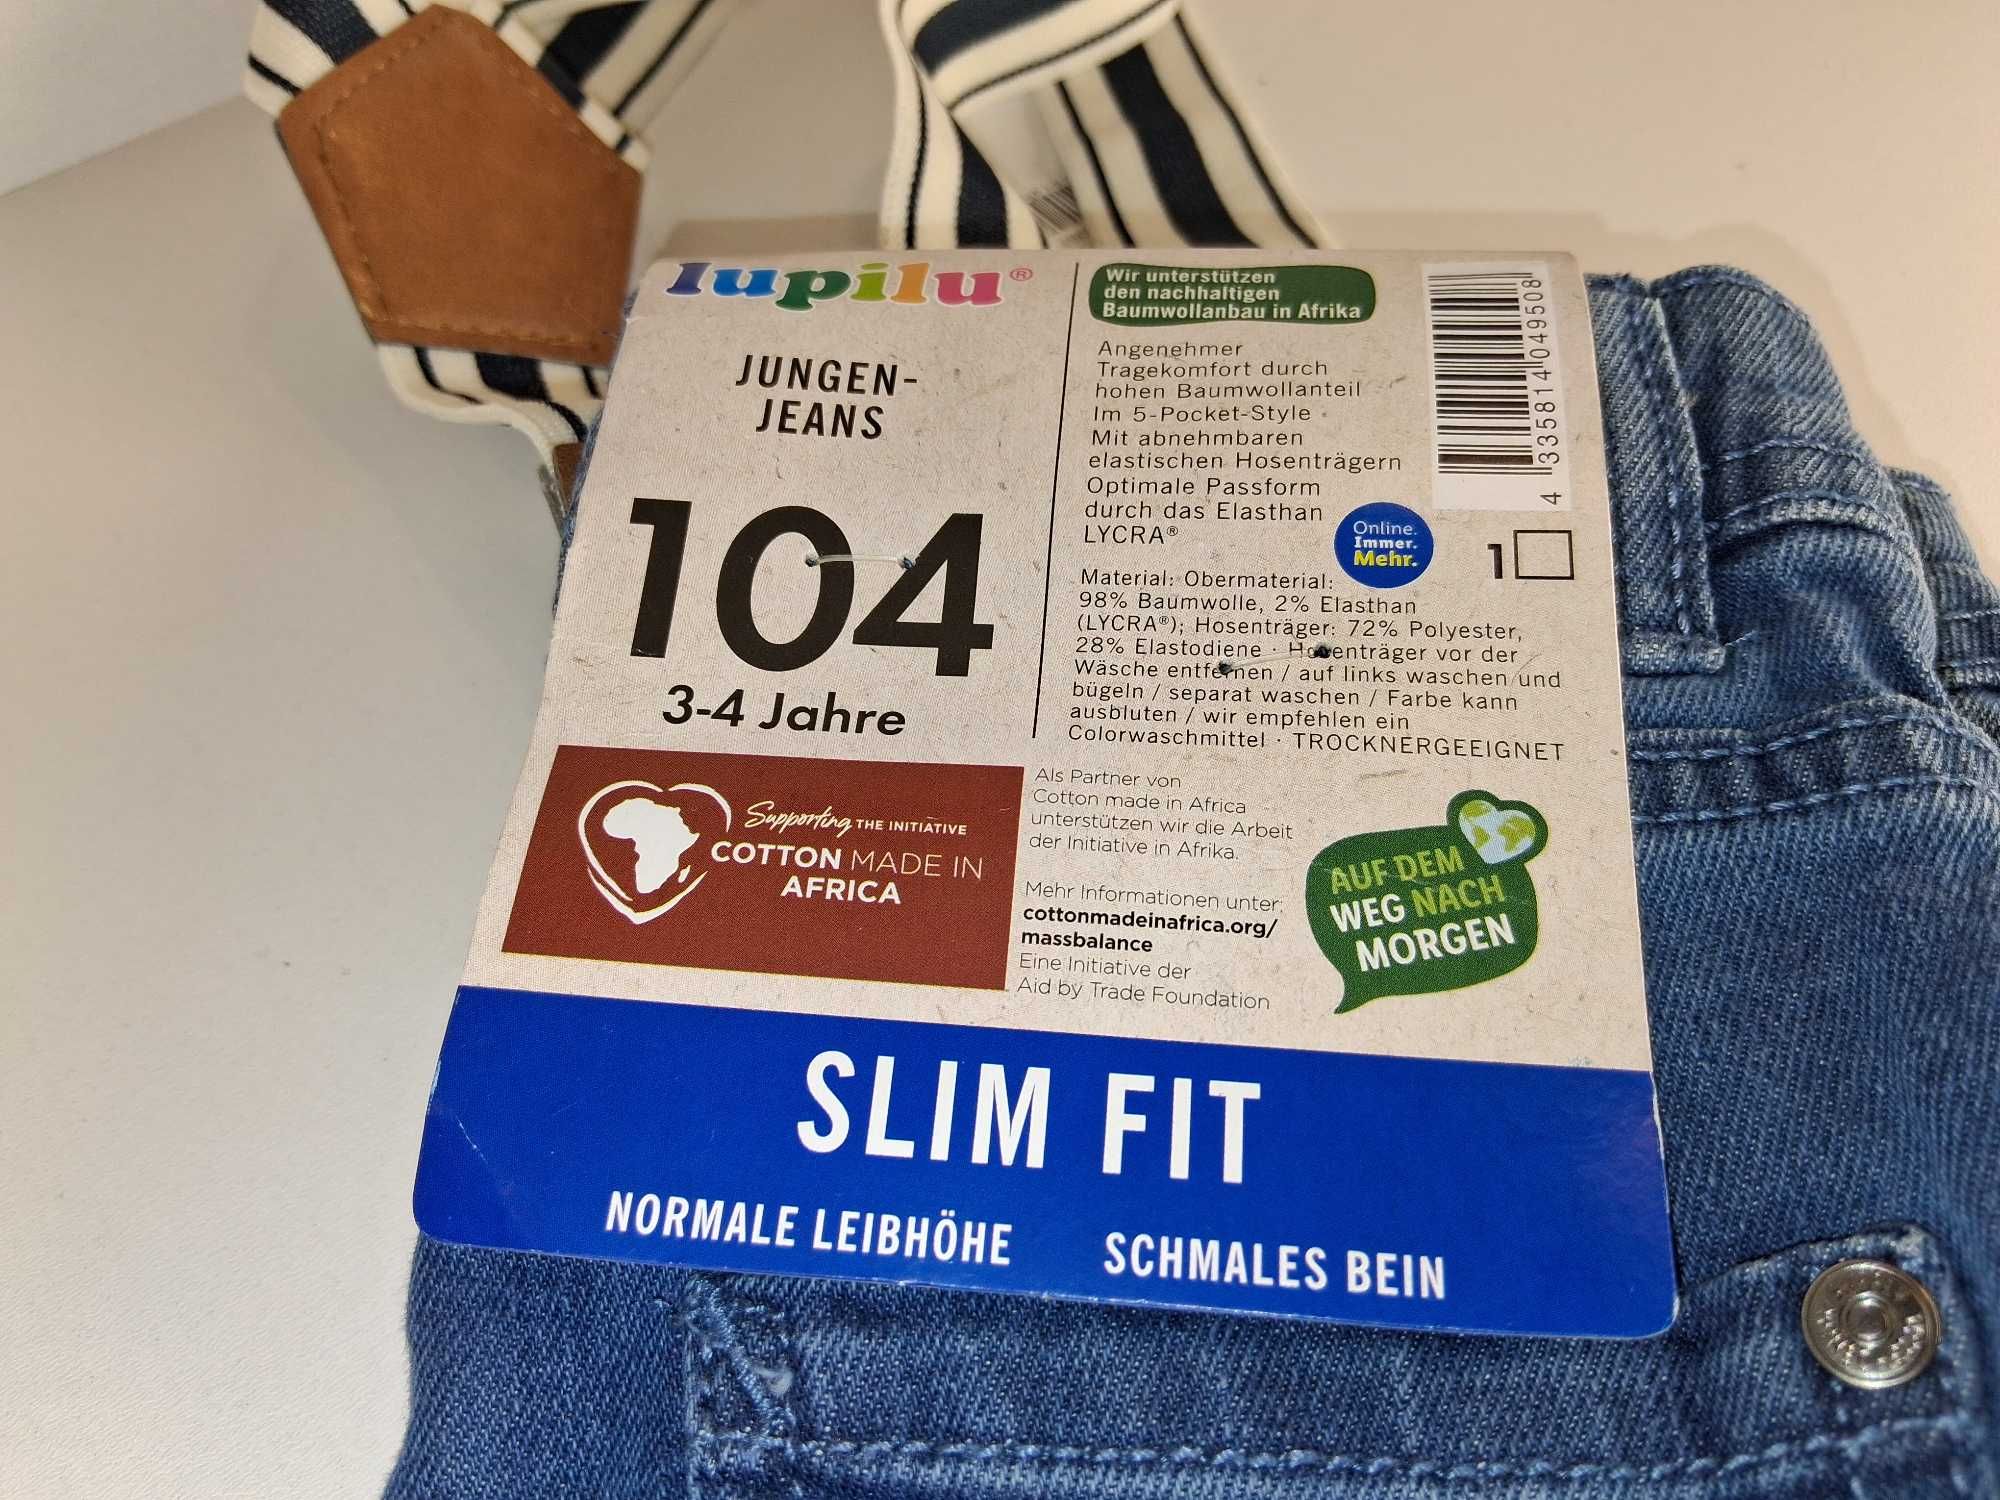 lupilu®
JUNGEN-
JEANS
104
3-4 Jahre
Wir unterstützen
den nachhaltigen
Baumwollanbau in Afrika
Angenehmer
Tragekomfort durch
hohen Baumwollanteil
Im 5-Pocket-Style
Mit abnehmbaren
elastischen Hosenträgern
Optimale Passform
durch das Elasthan
LYCRA®
Online.
Immer.
Mehr.
4 335814 049508
1
Material: Obermaterial:
98% Baumwolle, 2% Elasthan
(LYCRA®); Hosenträger: 72% Polyester,
28% Elastodiene · Hosenträger vor der
Wäsche entfernen / auf links waschen und
bügeln / separat waschen / Farbe kann
ausbluten / wir empfehlen ein
Colorwaschmittel · TROCKNERGEEIGNET
Supporting THE INITIATIVE
COTTON MADE IN
AFRICA
Als Partner von
Cotton made in Africa
unterstützen wir die Arbeit
der Initiative in Afrika.
Mehr Informationen unter:
cottonmadeinafrica.org/
massbalance
Eine Initiative der
Aid by Trade Foundation
AUF DEM
WEG NACH
MORGEN
SLIM FIT
NORMALE LEIBHÖHE SCHMALES BEIN